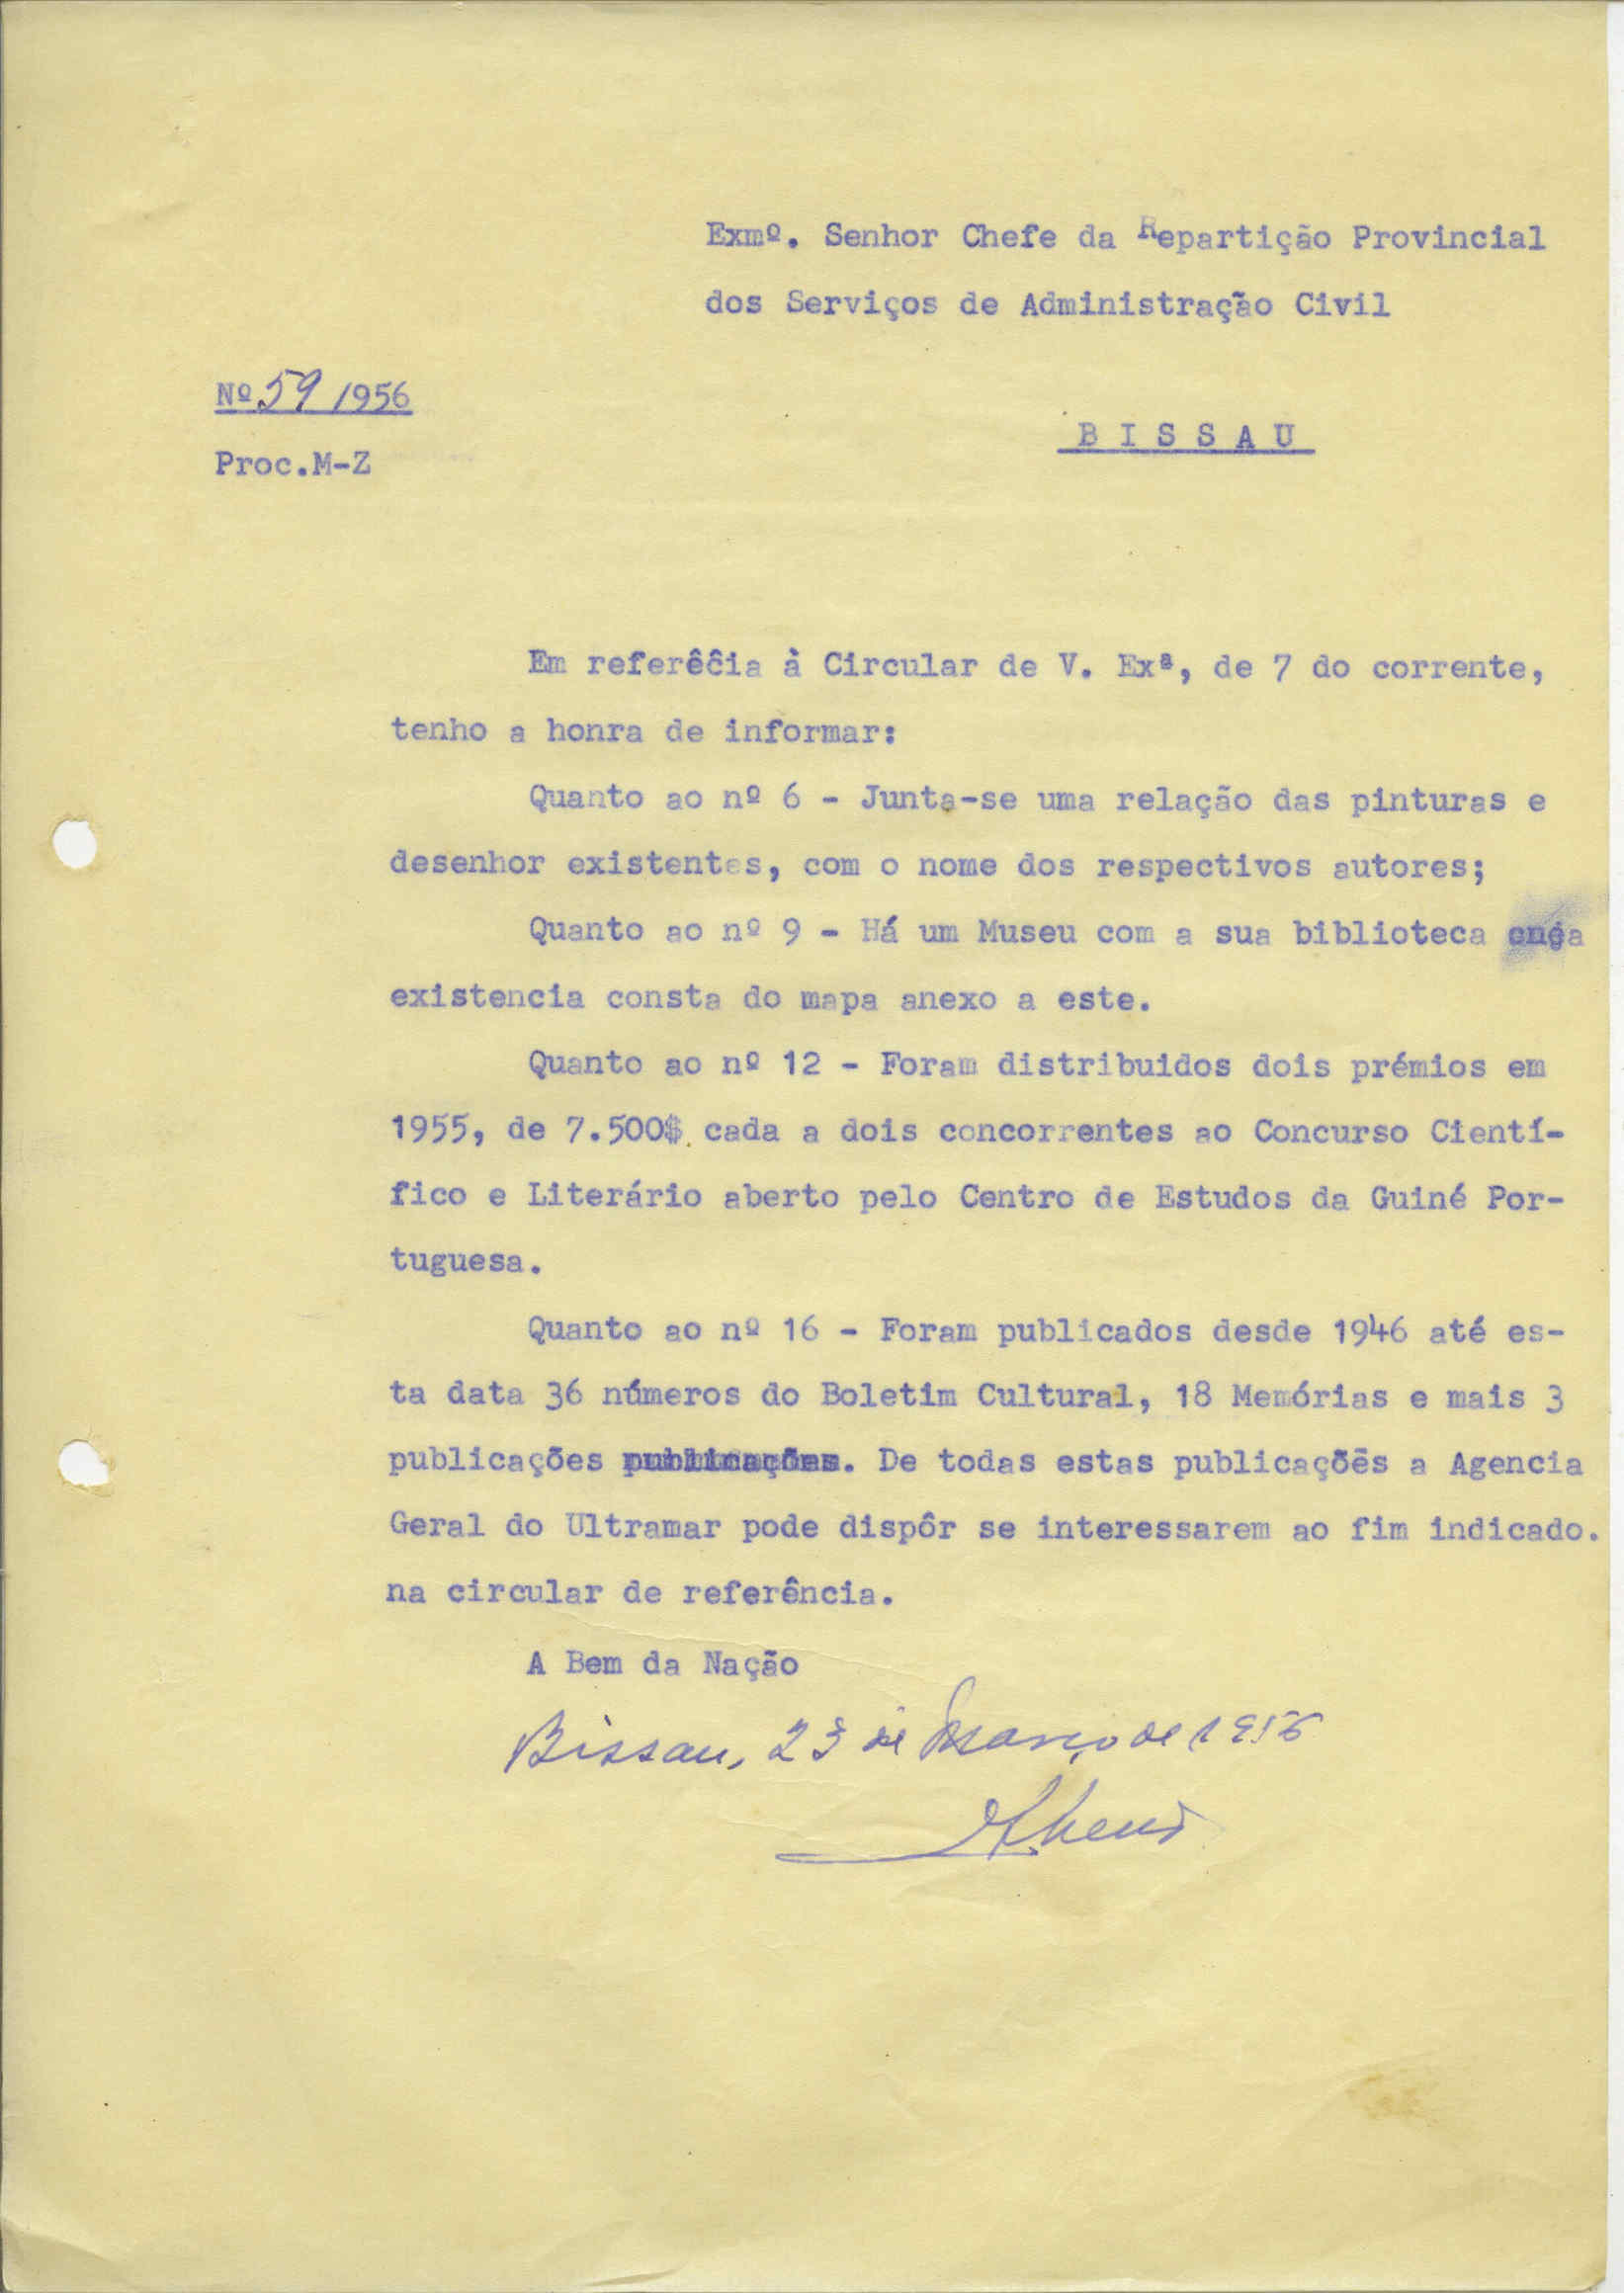 Exmº. Senhor Chefe da Repartição Provincial
dos Serviços de Administração Civil
Nº 59 /1956
BISSAU
Proc.M-Z
Em referêĉia à Circular de V. Exª, de 7 do corrente,
tenho a honra de informar:
Quanto ao nº 6 - Junta-se uma relação das pinturas e
desenhor existentes, com o nome dos respectivos autores;
Quanto ao nº 9 - Há um Museu com a sua biblioteca
existencia consta do mapa anexo a este.
Quanto ao nº 12 - Foram distribuidos dois prémios em
1955, de 7.500$. cada a dois concorrentes ao Concurso Cientí-
fico e Literário aberto pelo Centro de Estudos da Guiné Por-
tuguesa.
Quanto ao nº 16 - Foram publicados desde 1946 até es-
ta data 36 números do Boletim Cultural, 18 Memórias e mais 3
publicações publicações. De todas estas publicações a Agencia
Geral do Ultramar pode dispôr se interessarem ao fim indicado.
na circular de referência.
A Bem da Nação
Bissau, 23 de Março de 1956